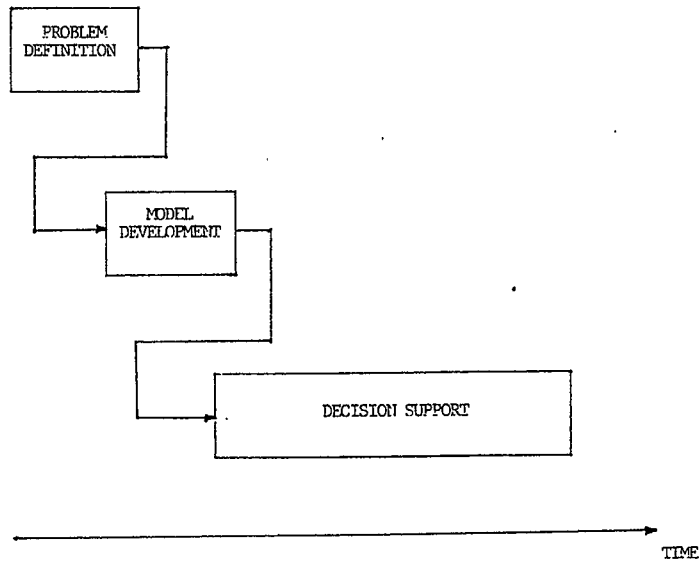 PROBLEM
DEFINITION
MODEL
DEVELOPMENT
DECISION SUPPORT
TIME